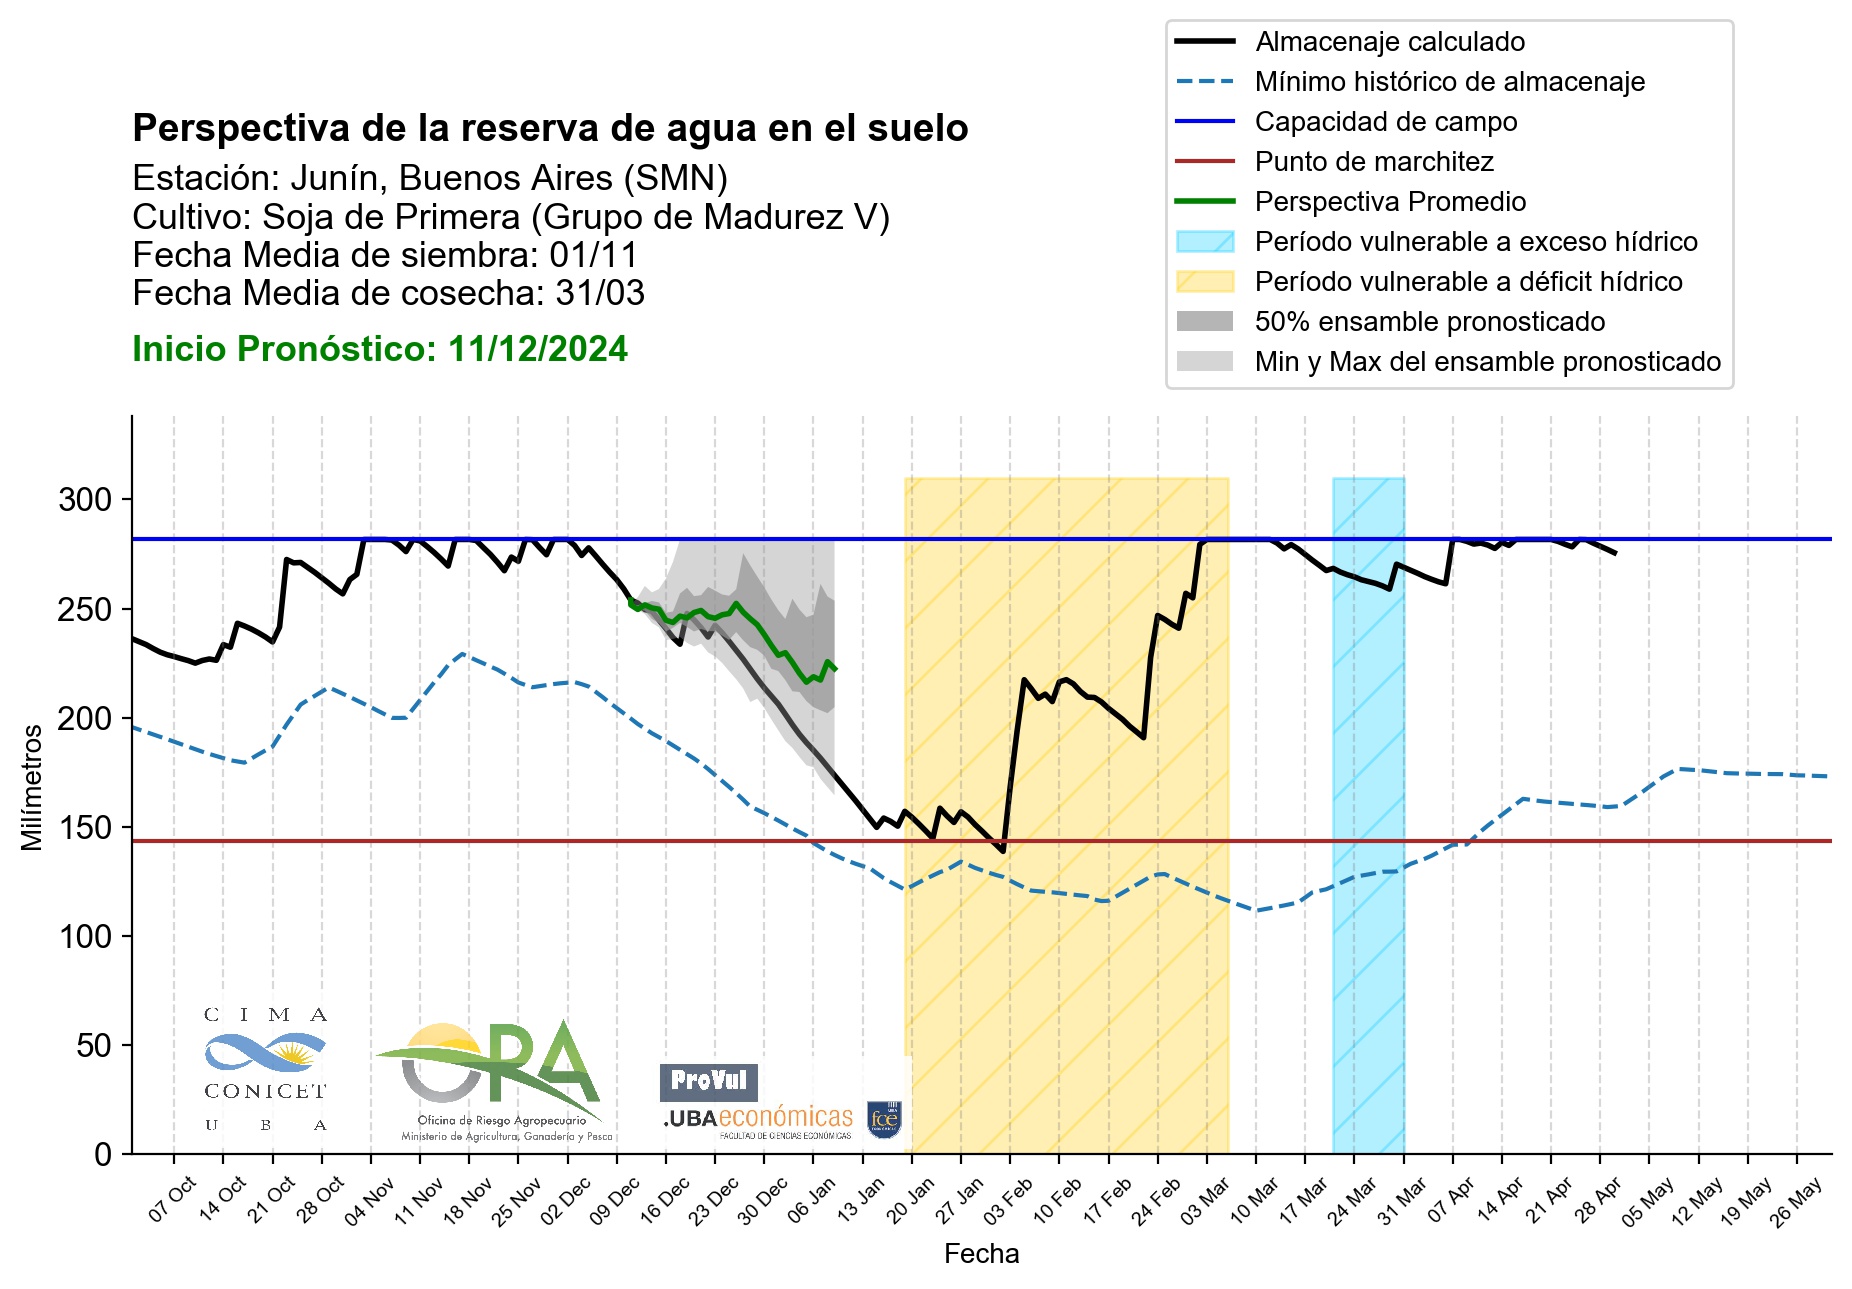 Perspectiva de la reserva de agua en el suelo
Estación: Junín, Buenos Aires (SMN)
Cultivo: Soja de Primera (Grupo de Madurez V)
Fecha Media de siembra: 01/11
Fecha Media de cosecha: 31/03
Inicio Pronóstico: 11/12/2024
Almacenaje calculado
Mínimo histórico de almacenaje
Capacidad de campo
Punto de marchitez
Perspectiva Promedio
Período vulnerable a exceso hídrico
Período vulnerable a déficit hídrico
50% ensamble pronosticado
Min y Max del ensamble pronosticado
Milímetros
300
250
200
150
100
50
0
CIMA
CONICET
UBA
ORA
Oficina de Riesgo Agropecuario
Ministerio de Agricultura, Ganadería y Pesca
ProVul
.UBAeconómicas
FACULTAD DE CIENCIAS ECONÓMICAS
fce
07 Oct
14 Oct
21 Oct
28 Oct
04 Nov
11 Nov
18 Nov
25 Nov
02 Dec
09 Dec
16 Dec
23 Dec
30 Dec
06 Jan
13 Jan
20 Jan
27 Jan
03 Feb
10 Feb
17 Feb
24 Feb
03 Mar
10 Mar
17 Mar
24 Mar
31 Mar
07 Apr
14 Apr
21 Apr
28 Apr
05 May
12 May
19 May
26 May
Fecha